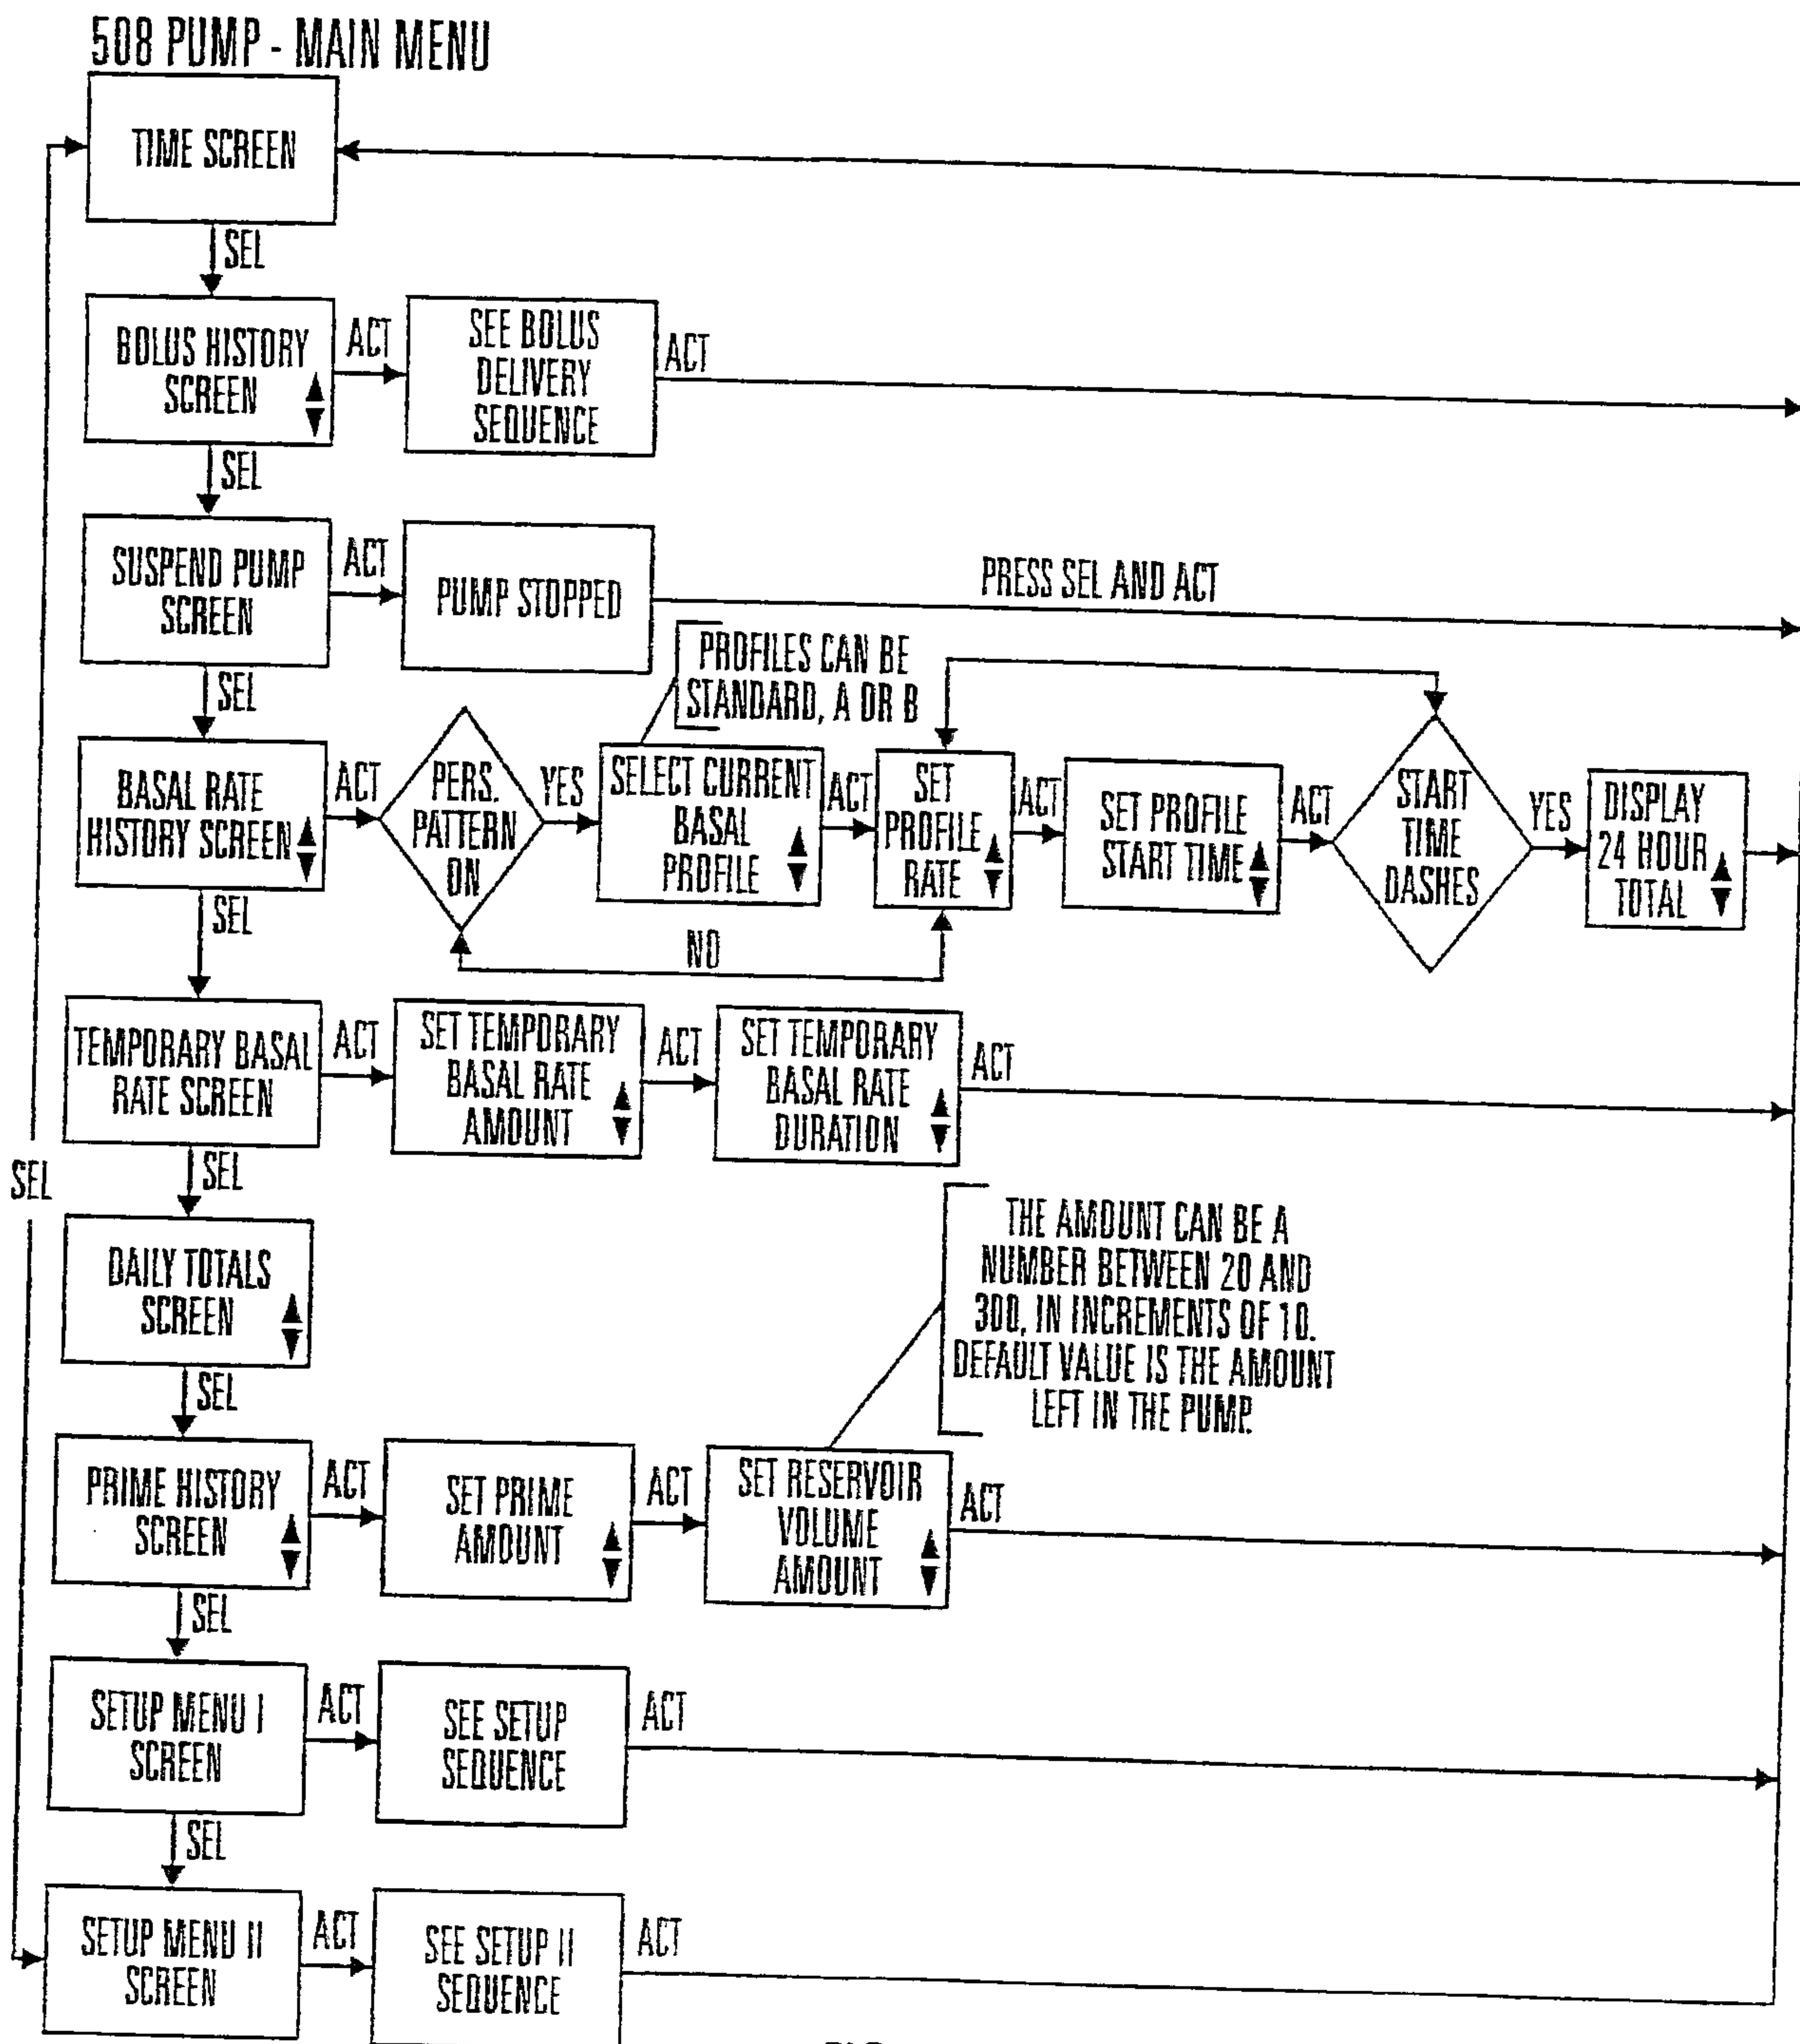 508 PUMP - MAIN MENU
TIME SCREEN
SEL
BOLUS HISTORY
SCREEN
ACT
SEE BOLUS
DELIVERY
SEQUENCE
ACT
SEL
SUSPEND PUMP
SCREEN
ACT
PUMP STOPPED
PRESS SEL AND ACT
SEL
PROFILES CAN BE
STANDARD, A OR B
BASAL RATE
HISTORY SCREEN
ACT
PERS.
PATTERN
ON
YES
SELECT CURRENT
BASAL
PROFILE
ACT
SET
PROFILE
RATE
ACT
SET PROFILE
START TIME
ACT
START
TIME
DASHES
YES
DISPLAY
24 HOUR
TOTAL
NO
SEL
TEMPORARY BASAL
RATE SCREEN
ACT
SET TEMPORARY
BASAL RATE
AMOUNT
ACT
SET TEMPORARY
BASAL RATE
DURATION
ACT
SEL
SEL
DAILY TOTALS
SCREEN
THE AMOUNT CAN BE A
NUMBER BETWEEN 20 AND
300, IN INCREMENTS OF 10.
DEFAULT VALUE IS THE AMOUNT
LEFT IN THE PUMP.
SEL
PRIME HISTORY
SCREEN
ACT
SET PRIME
AMOUNT
ACT
SET RESERVOIR
VOLUME
AMOUNT
ACT
SEL
SETUP MENU I
SCREEN
ACT
SEE SETUP
SEQUENCE
ACT
SEL
SETUP MENU II
SCREEN
ACT
SEE SETUP II
SEQUENCE
ACT